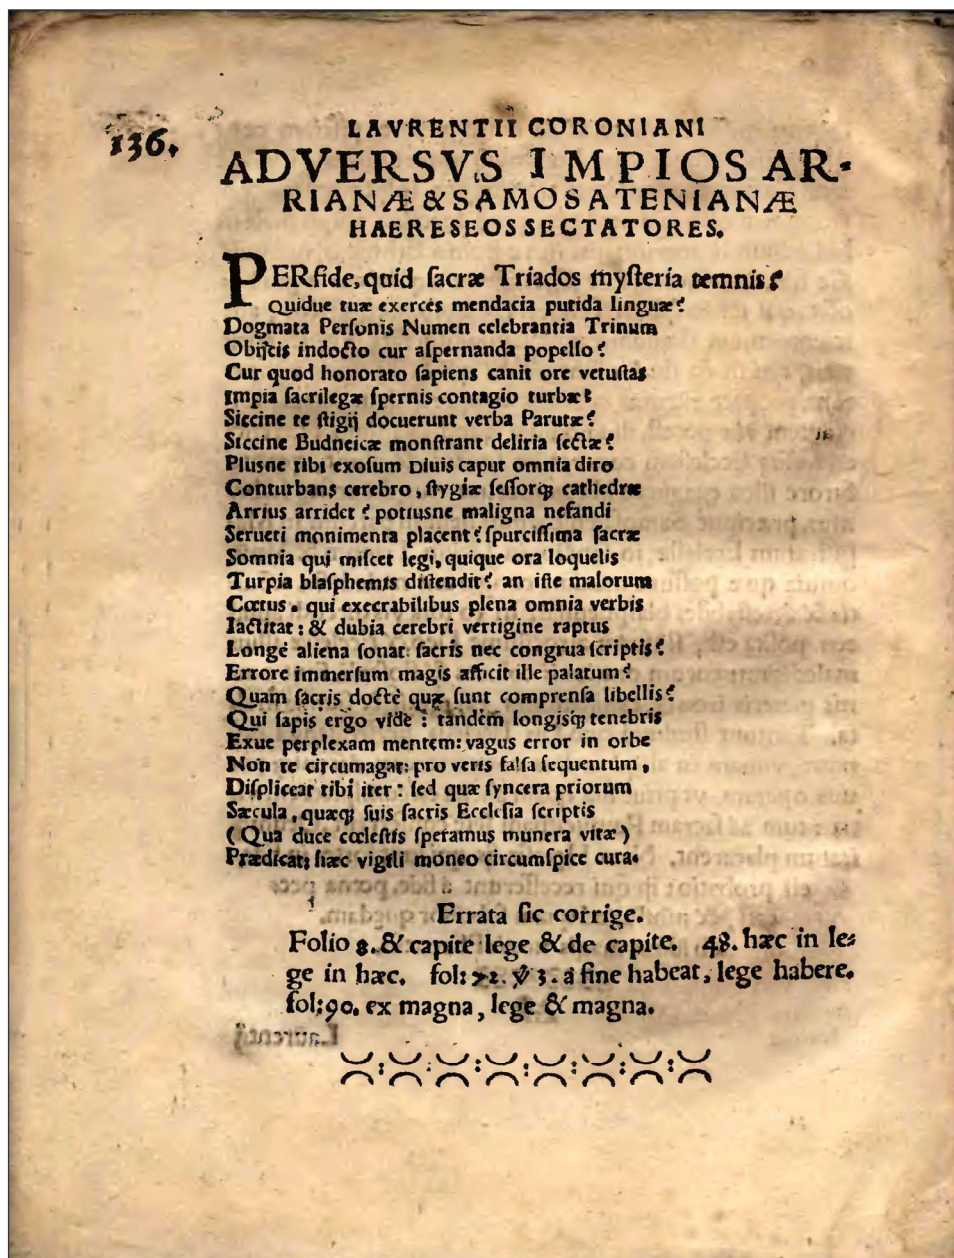 136.
LAVRENTII CORONIANI
ADVERSVS IMPIOS AR-
RIANÆ & SAMOSATENIANÆ
HAERESEOS SECTATORES.
PERfide, quid ſacræ Triados myſteria temnis?
Quidue tuæ exerces mendacia putida linguæ?
Dogmata Perſonis Numen celebrantia Trinum
Obijcis indocto cur aſpernanda popello?
Cur quod honorato ſapiens canit ore vetuſtas
Impia ſacrilegæ ſpernis contagio turbæ?
Siccine te ſtigij docuerunt verba Parutæ?
Siccine Budneicæ monſtrant deliria ſectæ?
Plusne tibi exoſum Diuis caput omnia diro
Conturbans cerebro, ſtygiæ ſeſſorq; cathedræ
Arrius arridet? potiusne maligna nefandi
Serueti monimenta placent? ſpurciſſima ſacræ
Somnia qui miſcet legi, quique ora loquelis
Turpia blaſphemis diſtendit? an iſte malorum
Cœtus. qui execrabilibus plena omnia verbis
Iactitat: & dubia cerebri vertigine raptus
Longè aliena ſonat ſacris nec congrua ſcriptis?
Errore immerſum magis afficit ille palatum?
Quam ſacris doctè quæ ſunt comprenſa libellis?
Qui ſapis ergo vide: tandem longisq; tenebris
Exue perplexam mentem: vagus error in orbe
Non te circumagat: pro veris falſa ſequentum,
Diſpliceat tibi iter: ſed quæ ſyncera priorum
Sæcula, quæq; ſuis ſacris Eccleſia ſcriptis
(Qua duce cœleſtis ſperamus munera vitæ)
Prædicat; hæc vigili moneo circumſpice cura.
Errata ſic corrige.
Folio 8. & capite lege & de capite. 48. hæc in le-
ge in hæc. fol: 72. ꝟ 3. a fine habeat, lege habere.
fol:90. ex magna, lege & magna.